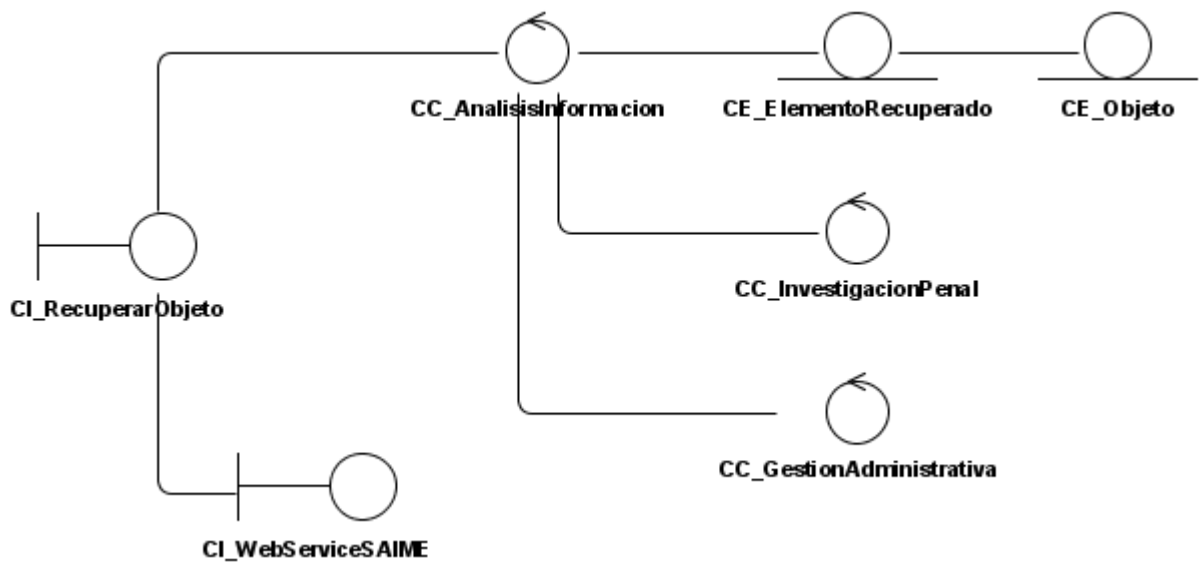 CC_AnalisisInformacion
CE_ElementoRecuperado
CE_Objeto
CC_InvestigacionPenal
CI_RecuperarObjeto
CC_GestionAdministrativa
CI_WebServiceSAIME